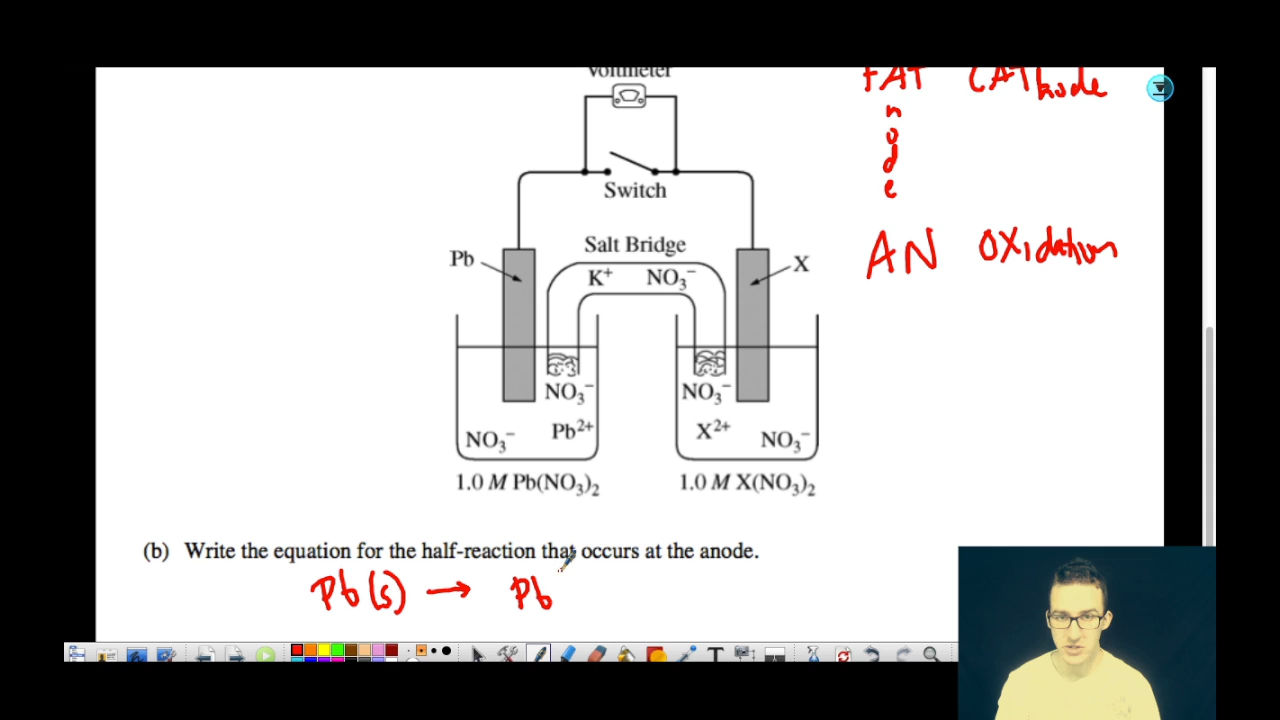 Voltmeter
FAT CAThode
n
o
d
e
Switch
AN OXidation
Salt Bridge
Pb
X
K⁺ NO₃⁻
NO₃⁻
NO₃⁻
Pb²⁺
X²⁺
NO₃⁻
NO₃⁻
1.0 M Pb(NO₃)₂
1.0 M X(NO₃)₂
(b) Write the equation for the half-reaction that occurs at the anode.
Pb(s) → Pb
T